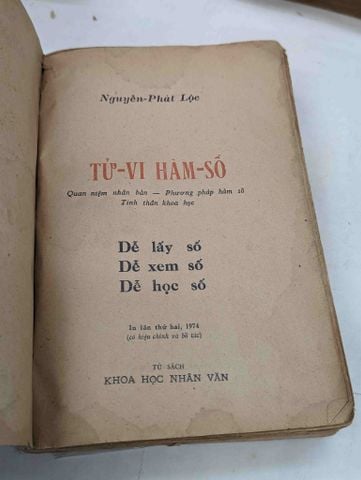 Nguyễn-Phát Lộc
TỬ-VI HÀM-SỐ
Quan niệm nhân bản — Phương pháp hàm số
Tinh thần khoa học
Dễ lấy số
Dễ xem số
Dễ học số
In lần thứ hai, 1974
(có hiệu chính và bổ túc)
TỦ SÁCH
KHOA HỌC NHÂN VĂN